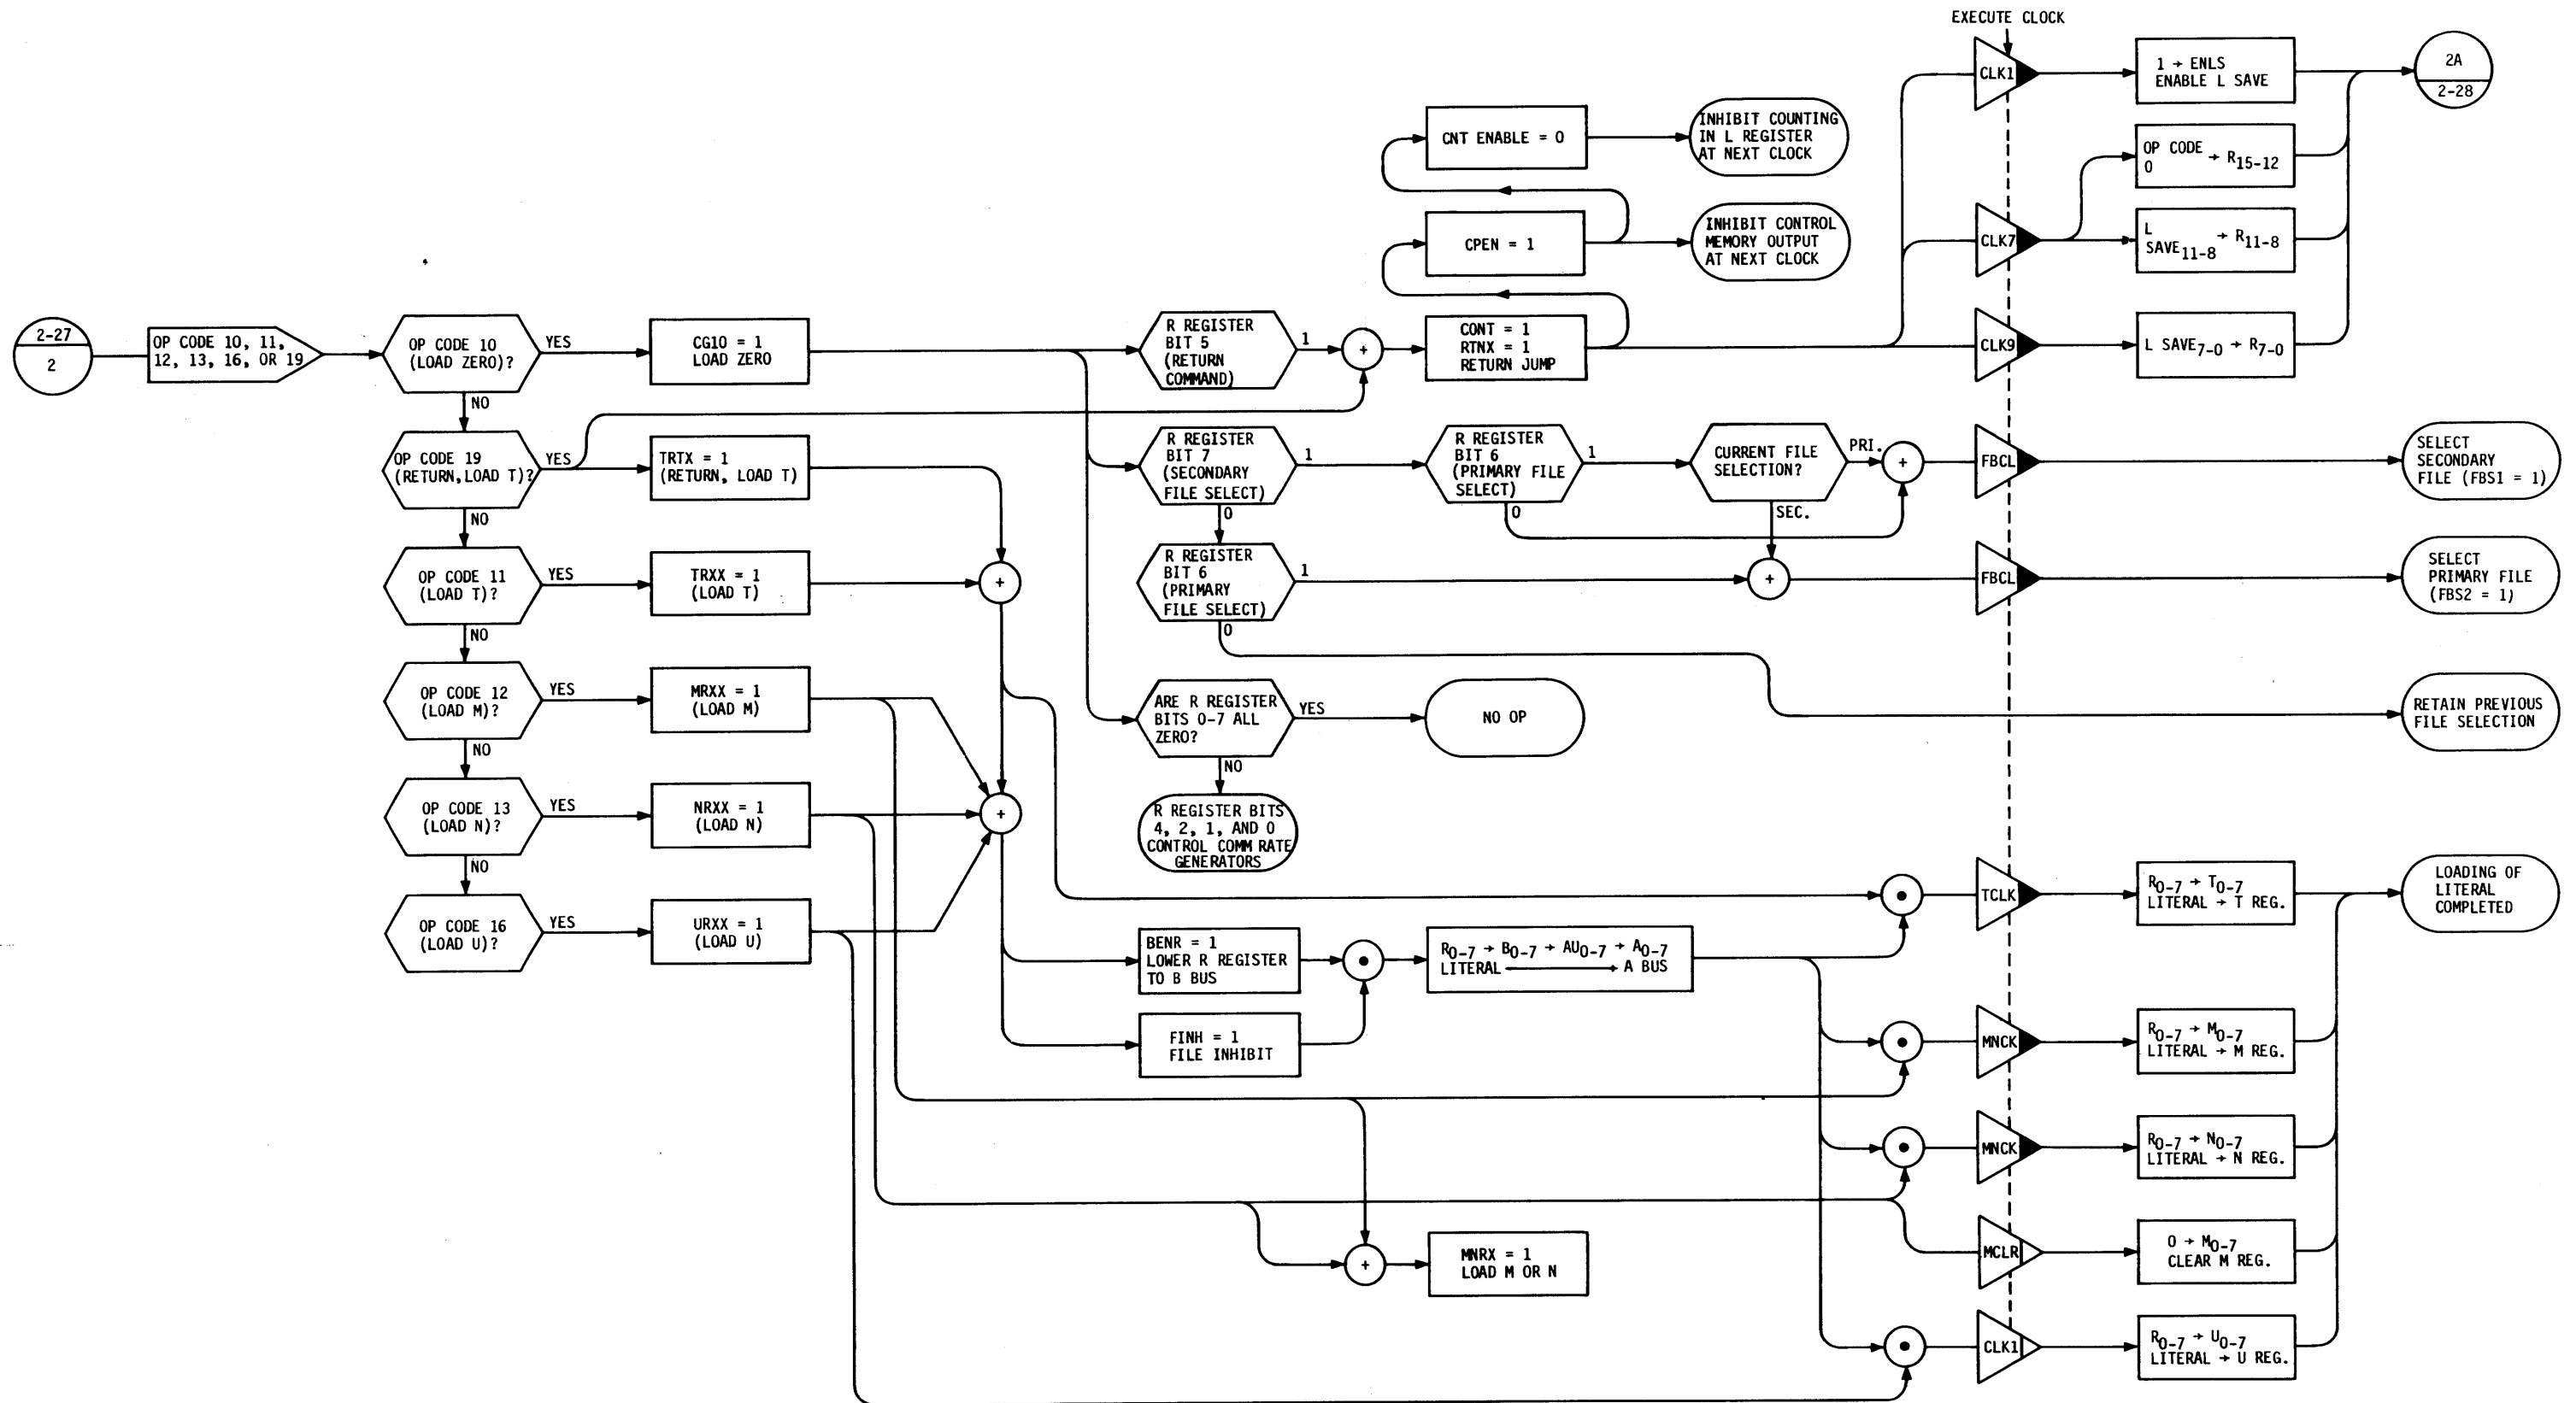 EXECUTE CLOCK
CLK1
1 → ENLS
ENABLE L SAVE
2A
2-28
CNT ENABLE = 0
INHIBIT COUNTING
IN L REGISTER
AT NEXT CLOCK
OP CODE
0 → R15-12
CPEN = 1
INHIBIT CONTROL
MEMORY OUTPUT
AT NEXT CLOCK
CLK7
L
SAVE11-8 → R11-8
2-27
2
OP CODE 10, 11,
12, 13, 16, OR 19
OP CODE 10
(LOAD ZERO)?
YES
NO
CG10 = 1
LOAD ZERO
R REGISTER
BIT 5
(RETURN
COMMAND)
1
+
CONT = 1
RTNX = 1
RETURN JUMP
CLK9
L SAVE7-0 → R7-0
OP CODE 19
(RETURN,LOAD T)?
YES
NO
TRTX = 1
(RETURN, LOAD T)
R REGISTER
BIT 7
(SECONDARY
FILE SELECT)
1
0
R REGISTER
BIT 6
(PRIMARY FILE
SELECT)
1
0
CURRENT FILE
SELECTION?
PRI.
SEC.
+
FBCL
SELECT
SECONDARY
FILE (FBS1 = 1)
OP CODE 11
(LOAD T)?
YES
NO
TRXX = 1
(LOAD T)
+
R REGISTER
BIT 6
(PRIMARY
FILE SELECT)
1
0
+
FBCL
SELECT
PRIMARY FILE
(FBS2 = 1)
OP CODE 12
(LOAD M)?
YES
NO
MRXX = 1
(LOAD M)
ARE R REGISTER
BITS 0-7 ALL
ZERO?
YES
NO
NO OP
RETAIN PREVIOUS
FILE SELECTION
OP CODE 13
(LOAD N)?
YES
NO
NRXX = 1
(LOAD N)
+
R REGISTER BITS
4, 2, 1, AND 0
CONTROL COMM RATE
GENERATORS
OP CODE 16
(LOAD U)?
YES
URXX = 1
(LOAD U)
TCLK
R0-7 → T0-7
LITERAL → T REG.
LOADING OF
LITERAL
COMPLETED
BENR = 1
LOWER R REGISTER
TO B BUS
R0-7 → B0-7 → AU0-7 → A0-7
LITERAL → A BUS
FINH = 1
FILE INHIBIT
MNCK
R0-7 → M0-7
LITERAL → M REG.
MNCK
R0-7 → N0-7
LITERAL → N REG.
+
MNRX = 1
LOAD M OR N
MCLR
0 → M0-7
CLEAR M REG.
CLK1
R0-7 → U0-7
LITERAL → U REG.